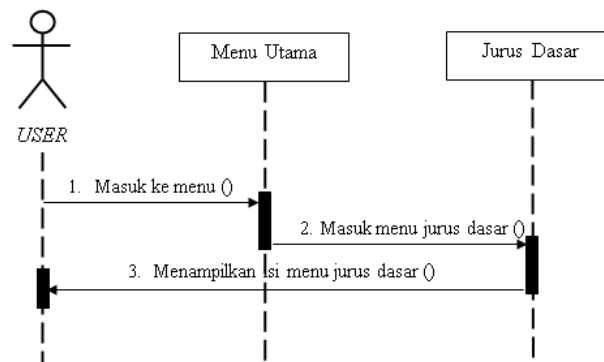 Menu Utama
Jurus Dasar
USER
1. Masuk ke menu ()
2. Masuk menu jurus dasar ()
3. Menampilkan isi menu jurus dasar ()